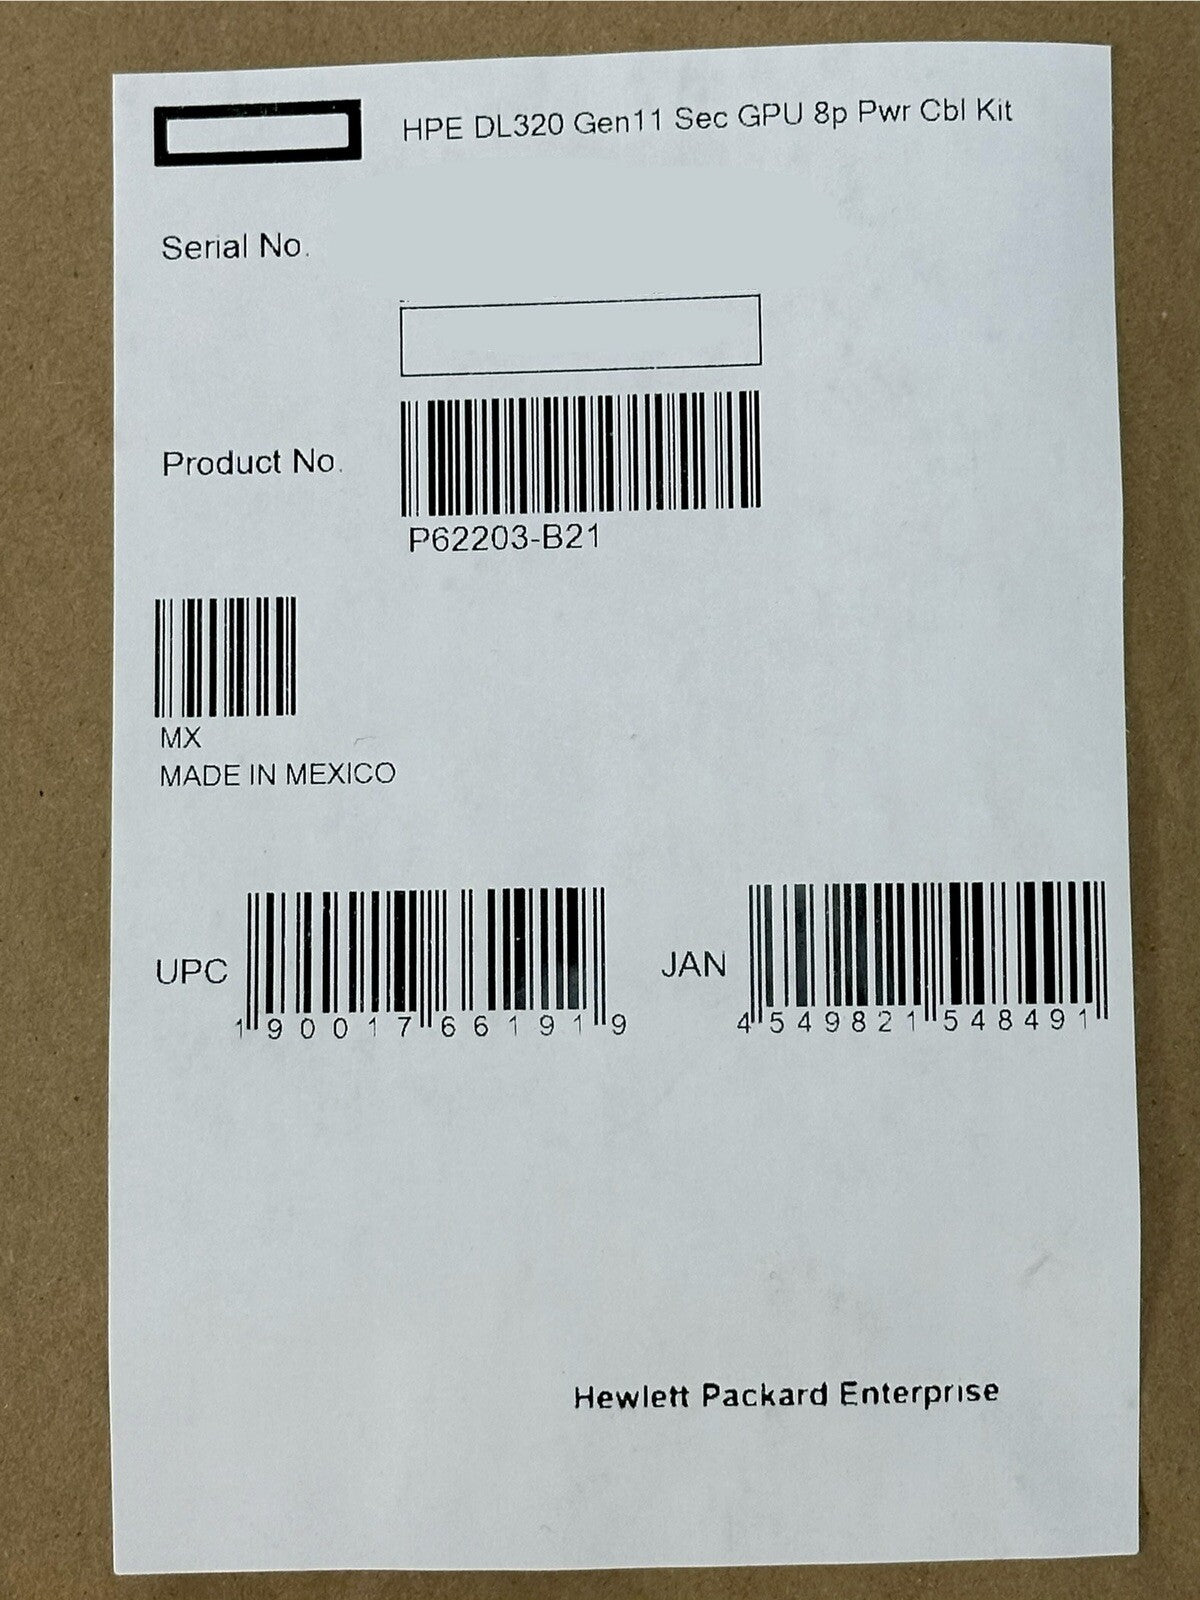 HPE DL320 Gen11 Sec GPU 8p Pwr Cbl Kit
Serial No.
Product No.
P62203-B21
MX
MADE IN MEXICO
UPC
1 90017 66191 9
JAN
4 549821 548491
Hewlett Packard Enterprise